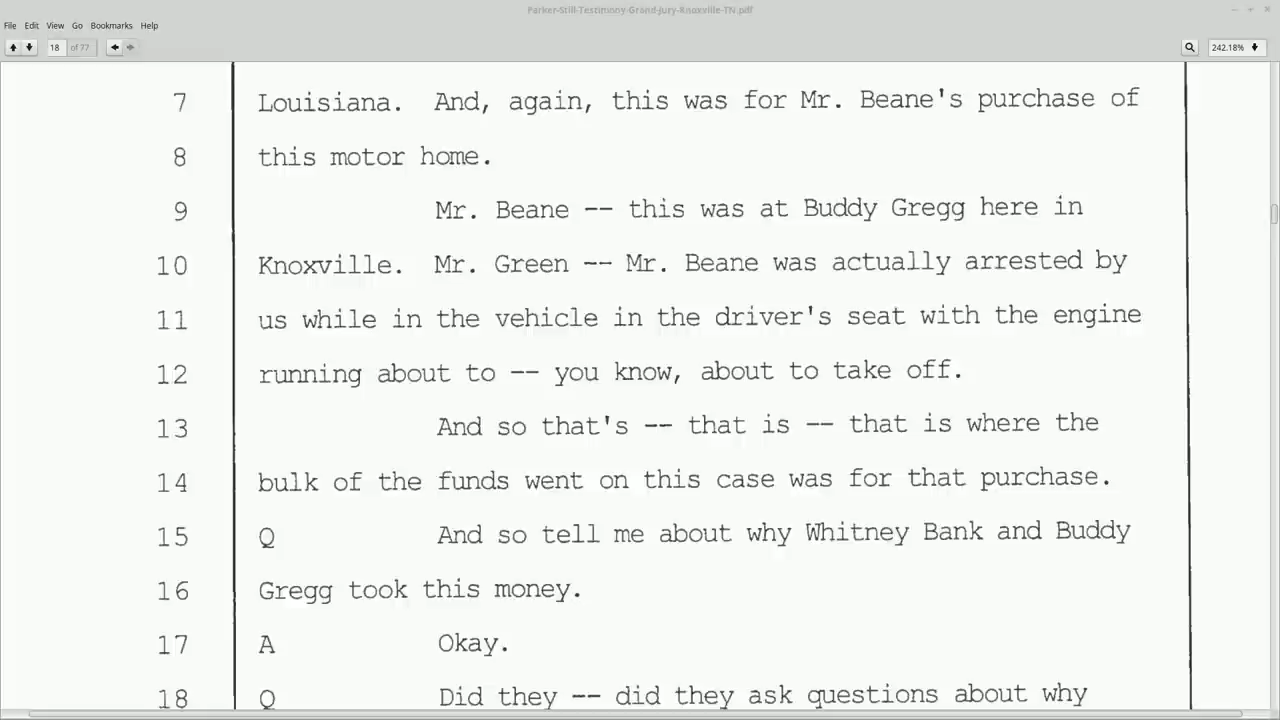 Parker-Still-Testimony-Grand-Jury-Knoxville-TN.pdf
File Edit View Go Bookmarks Help
18 of 77 242.18%
7 Louisiana. And, again, this was for Mr. Beane's purchase of
8 this motor home.
9 Mr. Beane -- this was at Buddy Gregg here in
10 Knoxville. Mr. Green -- Mr. Beane was actually arrested by
11 us while in the vehicle in the driver's seat with the engine
12 running about to -- you know, about to take off.
13 And so that's -- that is -- that is where the
14 bulk of the funds went on this case was for that purchase.
15 Q And so tell me about why Whitney Bank and Buddy
16 Gregg took this money.
17 A Okay.
18 Q Did they -- did they ask questions about why